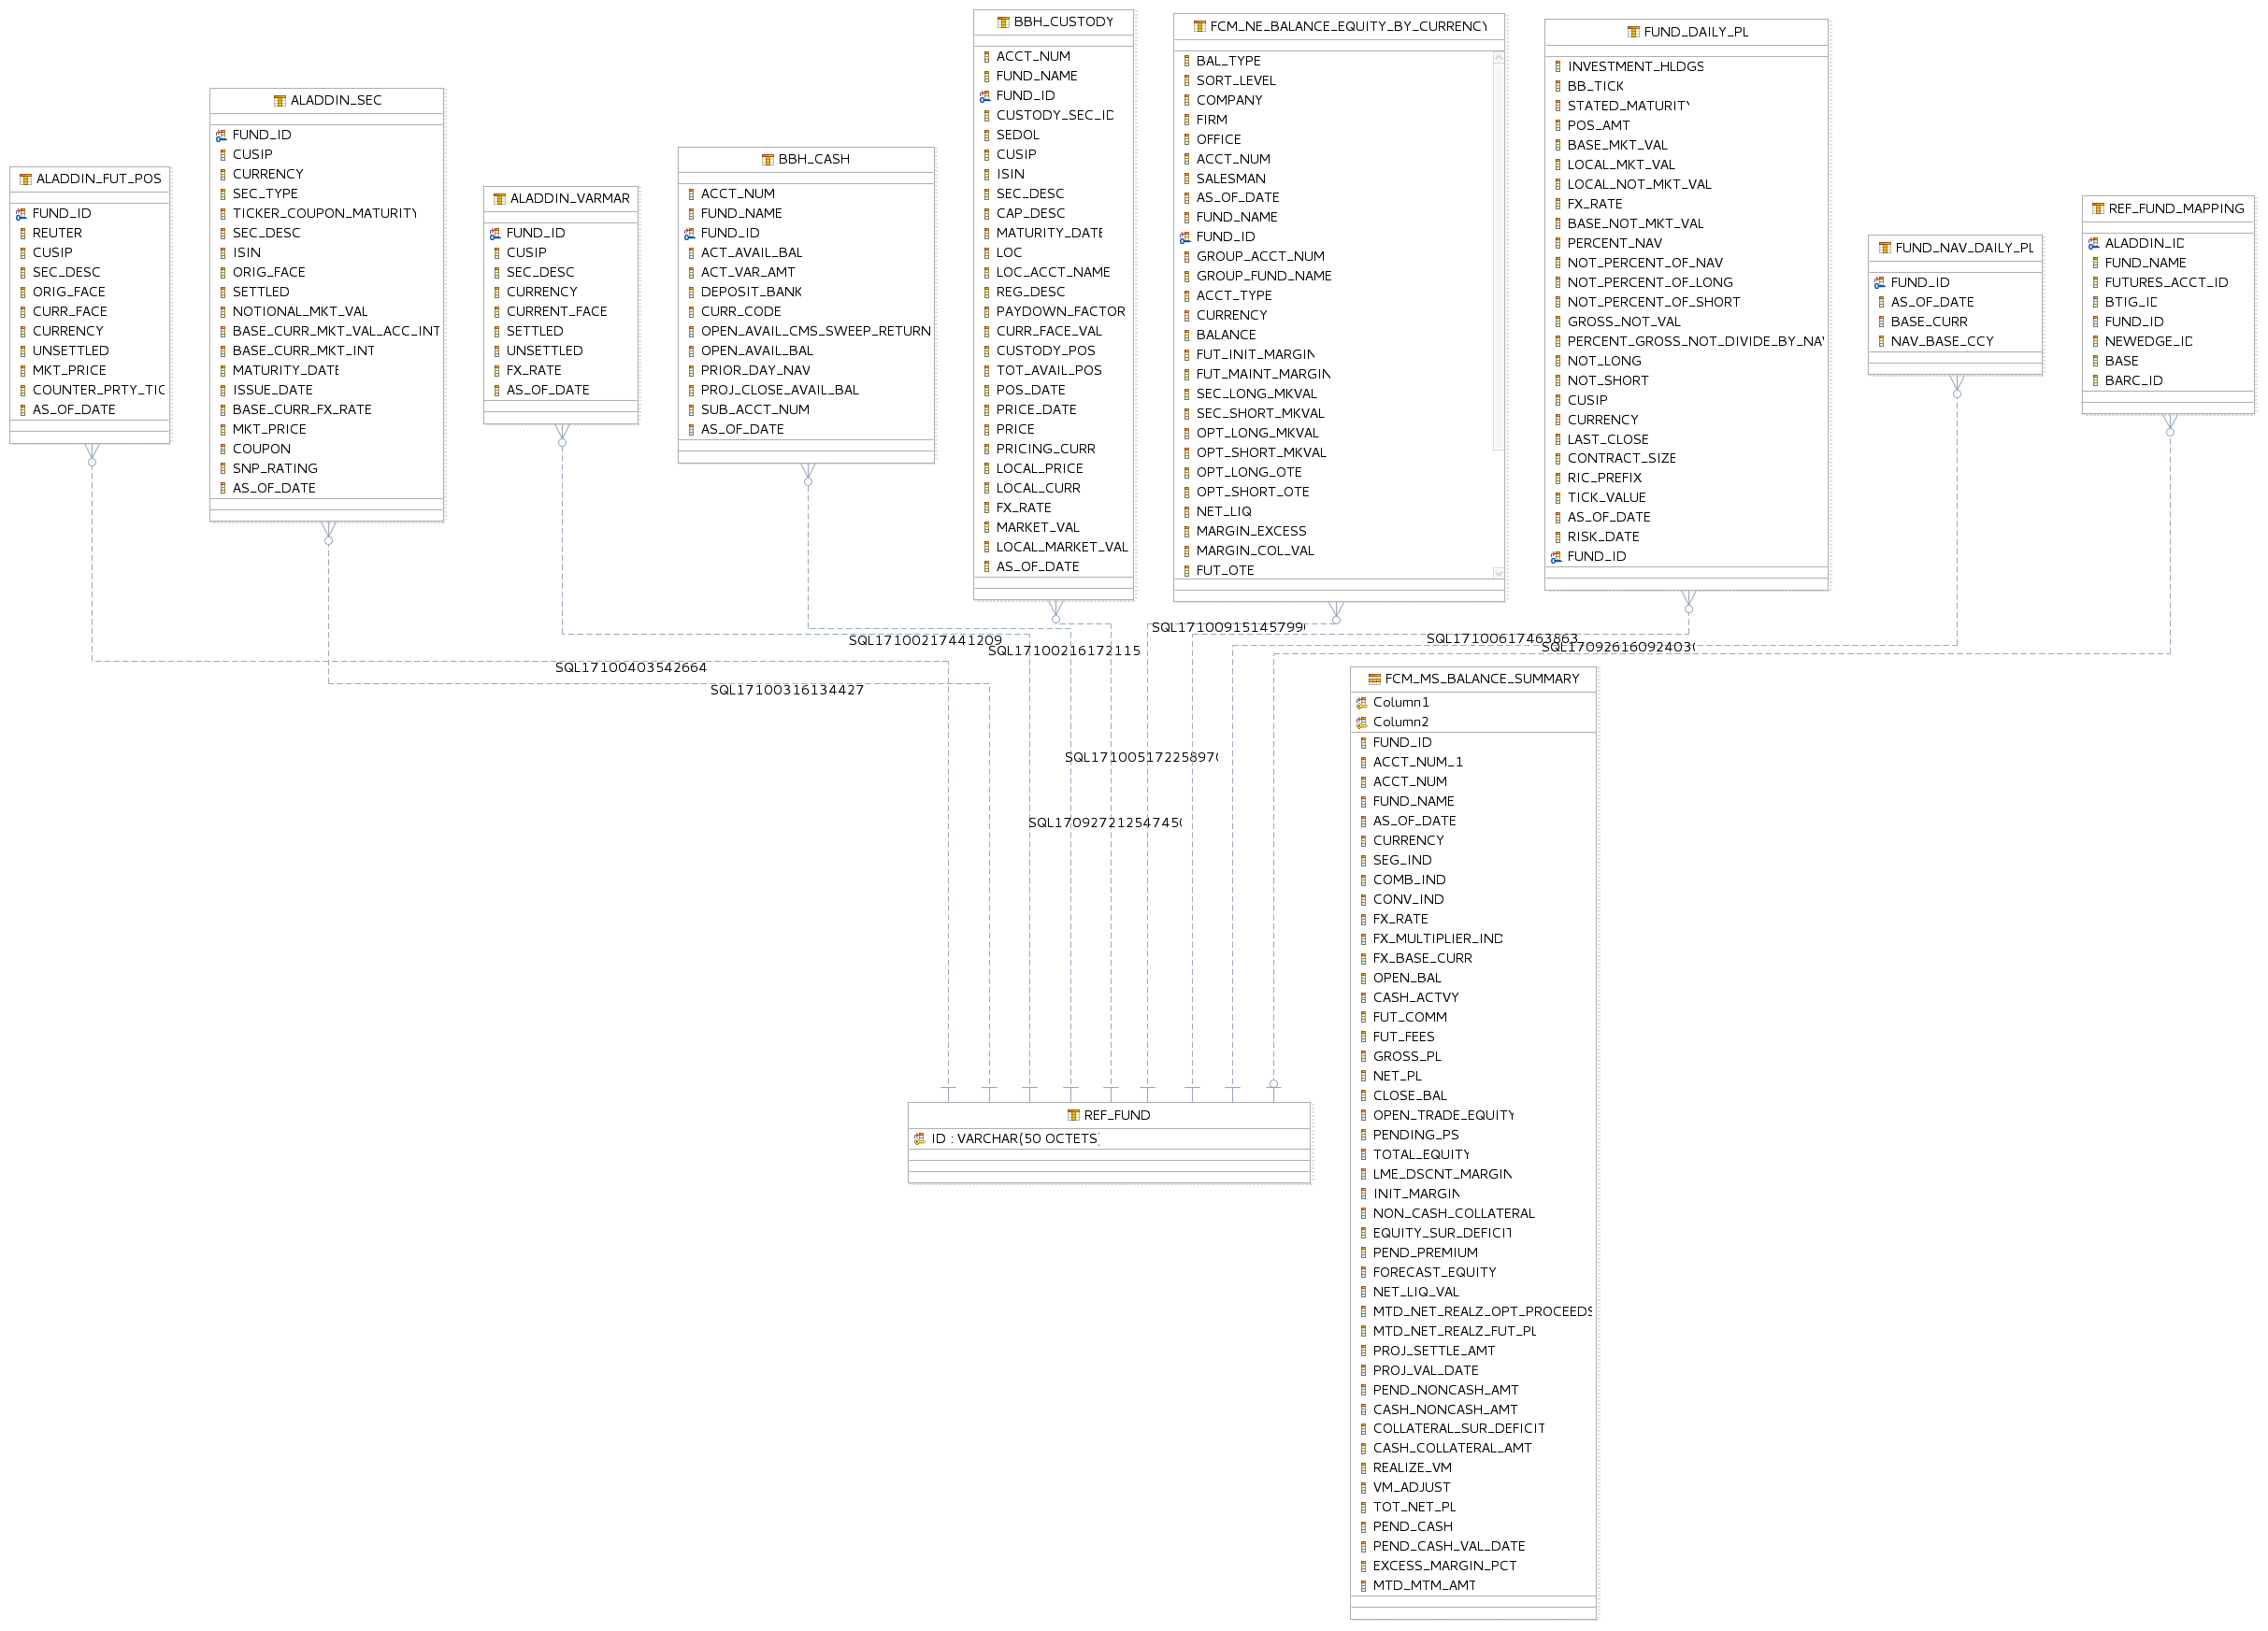 ALADDIN_FUT_POS
FUND_ID
REUTER
CUSIP
SEC_DESC
ORIG_FACE
CURR_FACE
CURRENCY
UNSETTLED
MKT_PRICE
COUNTER_PRTY_TIC
AS_OF_DATE
ALADDIN_SEC
FUND_ID
CUSIP
CURRENCY
SEC_TYPE
TICKER_COUPON_MATURITY
SEC_DESC
ISIN
ORIG_FACE
SETTLED
NOTIONAL_MKT_VAL
BASE_CURR_MKT_VAL_ACC_INT
BASE_CURR_MKT_INT
MATURITY_DATE
ISSUE_DATE
BASE_CURR_FX_RATE
MKT_PRICE
COUPON
SNP_RATING
AS_OF_DATE
ALADDIN_VARMAR
FUND_ID
CUSIP
SEC_DESC
CURRENCY
CURRENT_FACE
SETTLED
UNSETTLED
FX_RATE
AS_OF_DATE
BBH_CASH
ACCT_NUM
FUND_NAME
FUND_ID
ACT_AVAIL_BAL
ACT_VAR_AMT
DEPOSIT_BANK
CURR_CODE
OPEN_AVAIL_CMS_SWEEP_RETURN
OPEN_AVAIL_BAL
PRIOR_DAY_NAV
PROJ_CLOSE_AVAIL_BAL
SUB_ACCT_NUM
AS_OF_DATE
BBH_CUSTODY
ACCT_NUM
FUND_NAME
FUND_ID
CUSTODY_SEC_ID
SEDOL
CUSIP
ISIN
SEC_DESC
CAP_DESC
MATURITY_DATE
LOC
LOC_ACCT_NAME
REG_DESC
PAYDOWN_FACTOR
CURR_FACE_VAL
CUSTODY_POS
TOT_AVAIL_POS
POS_DATE
PRICE_DATE
PRICE
PRICING_CURR
LOCAL_PRICE
LOCAL_CURR
FX_RATE
MARKET_VAL
LOCAL_MARKET_VAL
AS_OF_DATE
FCM_NE_BALANCE_EQUITY_BY_CURRENCY
BAL_TYPE
SORT_LEVEL
COMPANY
FIRM
OFFICE
ACCT_NUM
SALESMAN
AS_OF_DATE
FUND_NAME
FUND_ID
GROUP_ACCT_NUM
GROUP_FUND_NAME
ACCT_TYPE
CURRENCY
BALANCE
FUT_INIT_MARGIN
FUT_MAINT_MARGIN
SEC_LONG_MKVAL
SEC_SHORT_MKVAL
OPT_LONG_MKVAL
OPT_SHORT_MKVAL
OPT_LONG_OTE
OPT_SHORT_OTE
NET_LIQ
MARGIN_EXCESS
MARGIN_COL_VAL
FUT_OTE
FUND_DAILY_PL
INVESTMENT_HLDGS
BB_TICK
STATED_MATURITY
POS_AMT
BASE_MKT_VAL
LOCAL_MKT_VAL
LOCAL_NOT_MKT_VAL
FX_RATE
BASE_NOT_MKT_VAL
PERCENT_NAV
NOT_PERCENT_OF_NAV
NOT_PERCENT_OF_LONG
NOT_PERCENT_OF_SHORT
GROSS_NOT_VAL
PERCENT_GROSS_NOT_DIVIDE_BY_NAV
NOT_LONG
NOT_SHORT
CUSIP
CURRENCY
LAST_CLOSE
CONTRACT_SIZE
RIC_PREFIX
TICK_VALUE
AS_OF_DATE
RISK_DATE
FUND_ID
FUND_NAV_DAILY_PL
FUND_ID
AS_OF_DATE
BASE_CURR
NAV_BASE_CCY
REF_FUND_MAPPING
ALADDIN_ID
FUND_NAME
FUTURES_ACCT_ID
BTIG_ID
FUND_ID
NEWEDGE_ID
BASE
BARC_ID
SQL171009151457990
SQL17100617463863
SQL17100217441209
SQL170926160924030
SQL17100216172115
SQL17100403542664
SQL17100316134427
SQL171005172258970
SQL170927212547450
FCM_MS_BALANCE_SUMMARY
Column1
Column2
FUND_ID
ACCT_NUM_1
ACCT_NUM
FUND_NAME
AS_OF_DATE
CURRENCY
SEG_IND
COMB_IND
CONV_IND
FX_RATE
FX_MULTIPLIER_IND
FX_BASE_CURR
OPEN_BAL
CASH_ACTVY
FUT_COMM
FUT_FEES
GROSS_PL
NET_PL
CLOSE_BAL
OPEN_TRADE_EQUITY
PENDING_PS
TOTAL_EQUITY
LME_DSCNT_MARGIN
INIT_MARGIN
NON_CASH_COLLATERAL
EQUITY_SUR_DEFICIT
PEND_PREMIUM
FORECAST_EQUITY
NET_LIQ_VAL
MTD_NET_REALZ_OPT_PROCEEDS
MTD_NET_REALZ_FUT_PL
PROJ_SETTLE_AMT
PROJ_VAL_DATE
PEND_NONCASH_AMT
CASH_NONCASH_AMT
COLLATERAL_SUR_DEFICIT
CASH_COLLATERAL_AMT
REALIZE_VM
VM_ADJUST
TOT_NET_PL
PEND_CASH
PEND_CASH_VAL_DATE
EXCESS_MARGIN_PCT
MTD_MTM_AMT
REF_FUND
ID : VARCHAR(50 OCTETS)